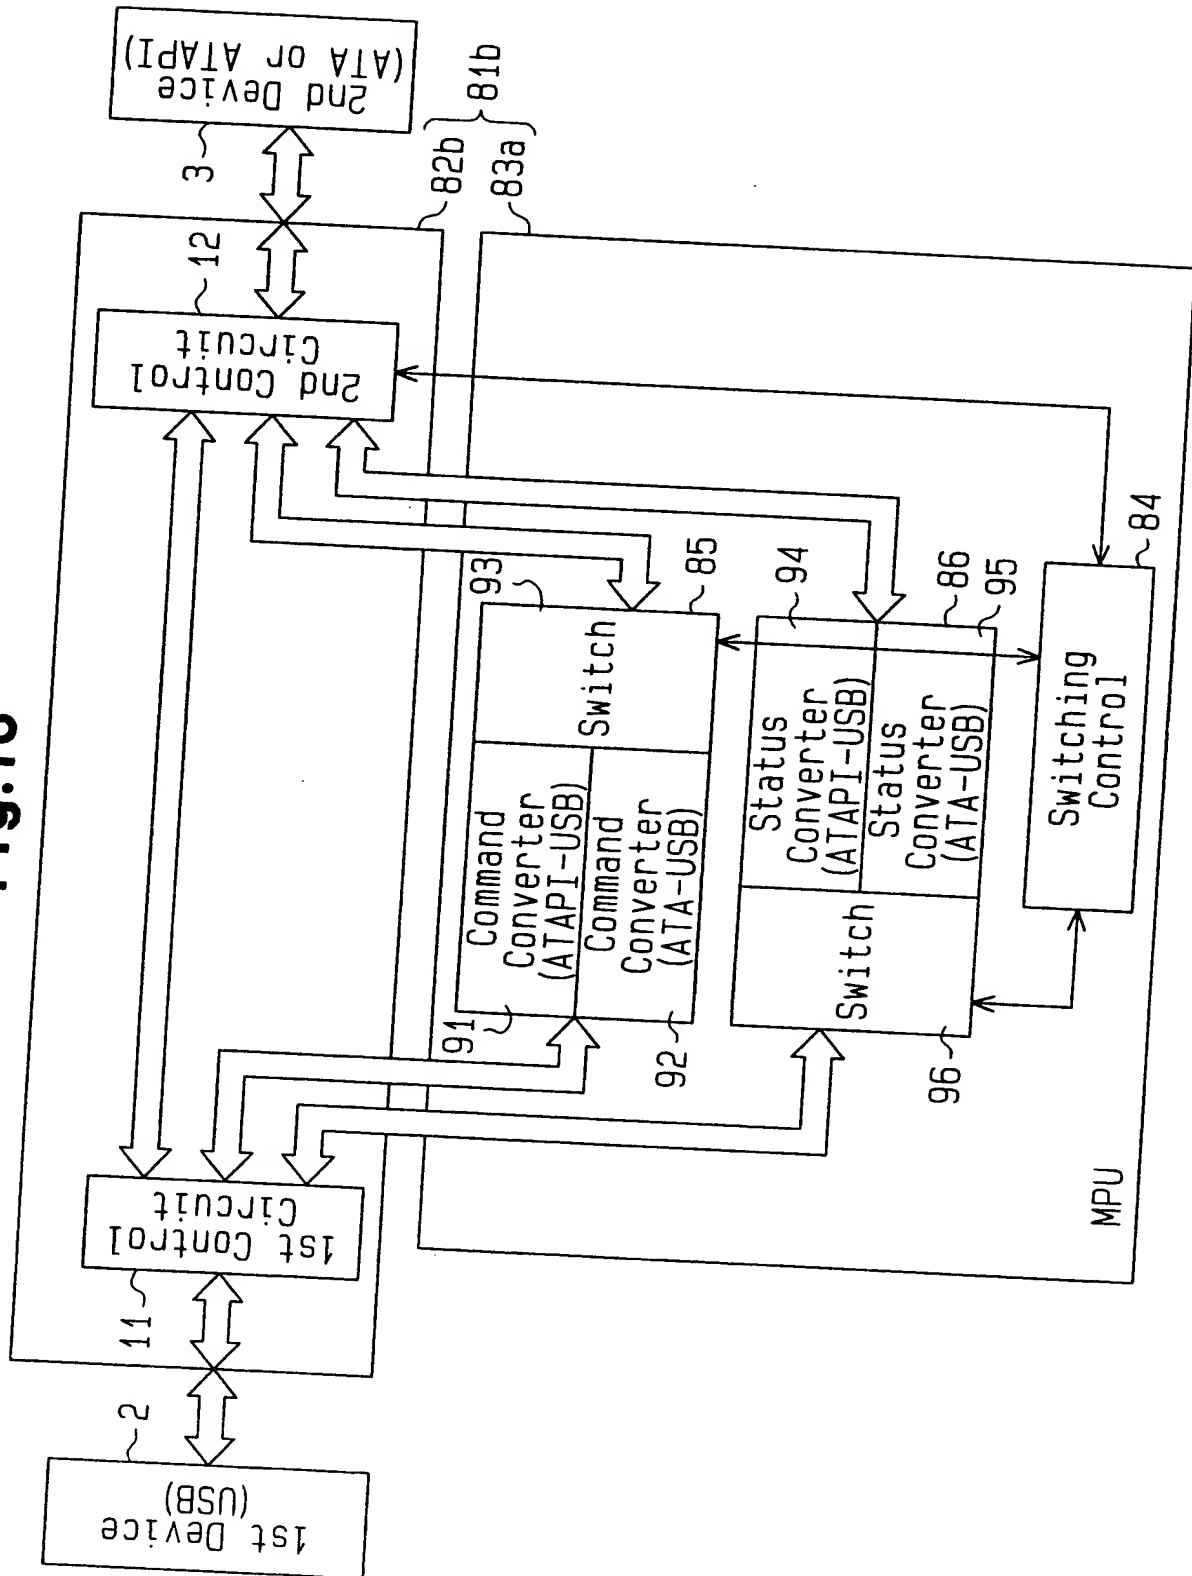 1st Device
(USB)
2
11
1st Control
Circuit
2nd Control
Circuit
12
3
2nd Device
(ATA or ATAPI)
82b
83a
81b
91
Command
Converter
(ATAPI-USB)
Command
Converter
(ATA-USB)
92
Switch
93
85
Switch
96
Status
Converter
(ATAPI-USB)
Status
Converter
(ATA-USB)
94
86
95
Switching
Control
84
MPU